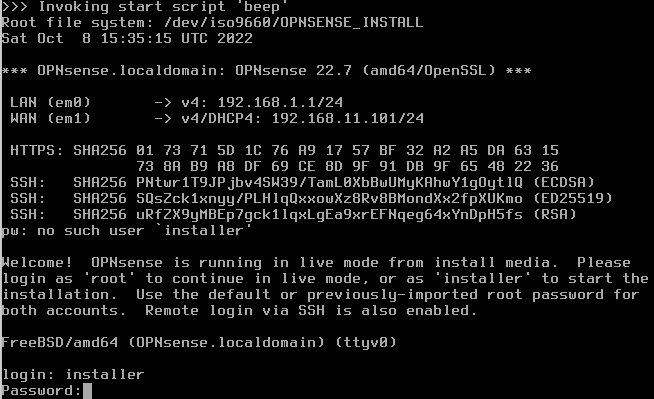 >>> Invoking start script 'beep'
Root file system: /dev/iso9660/OPNSENSE_INSTALL
Sat Oct  8 15:35:15 UTC 2022

*** OPNsense.localdomain: OPNsense 22.7 (amd64/OpenSSL) ***

 LAN (em0)       -> v4: 192.168.1.1/24
 WAN (em1)       -> v4/DHCP4: 192.168.11.101/24

 HTTPS: SHA256 01 73 71 5D 1C 76 A9 17 57 BF 32 A2 A5 DA 63 15
               73 8A B9 A8 DF 69 CE 8D 9F 91 DB 9F 65 48 22 36
 SSH:   SHA256 PNtwr1T9JPjbv4SW39/TamL0XbBwUMyKAhwY1gOytlQ (ECDSA)
 SSH:   SHA256 SQsZck1xnyy/PLHlqQxxowXz8Rv8BMondXx2fpXUKmo (ED25519)
 SSH:   SHA256 uRfZX9yMBEp7gck1lqxLgEa9xrEFNqeg64xYnDpH5fs (RSA)
pw: no such user `installer'

Welcome!  OPNsense is running in live mode from install media.  Please
login as 'root' to continue in live mode, or as 'installer' to start the
installation.  Use the default or previously-imported root password for
both accounts.  Remote login via SSH is also enabled.

FreeBSD/amd64 (OPNsense.localdomain) (ttyv0)

login: installer
Password: